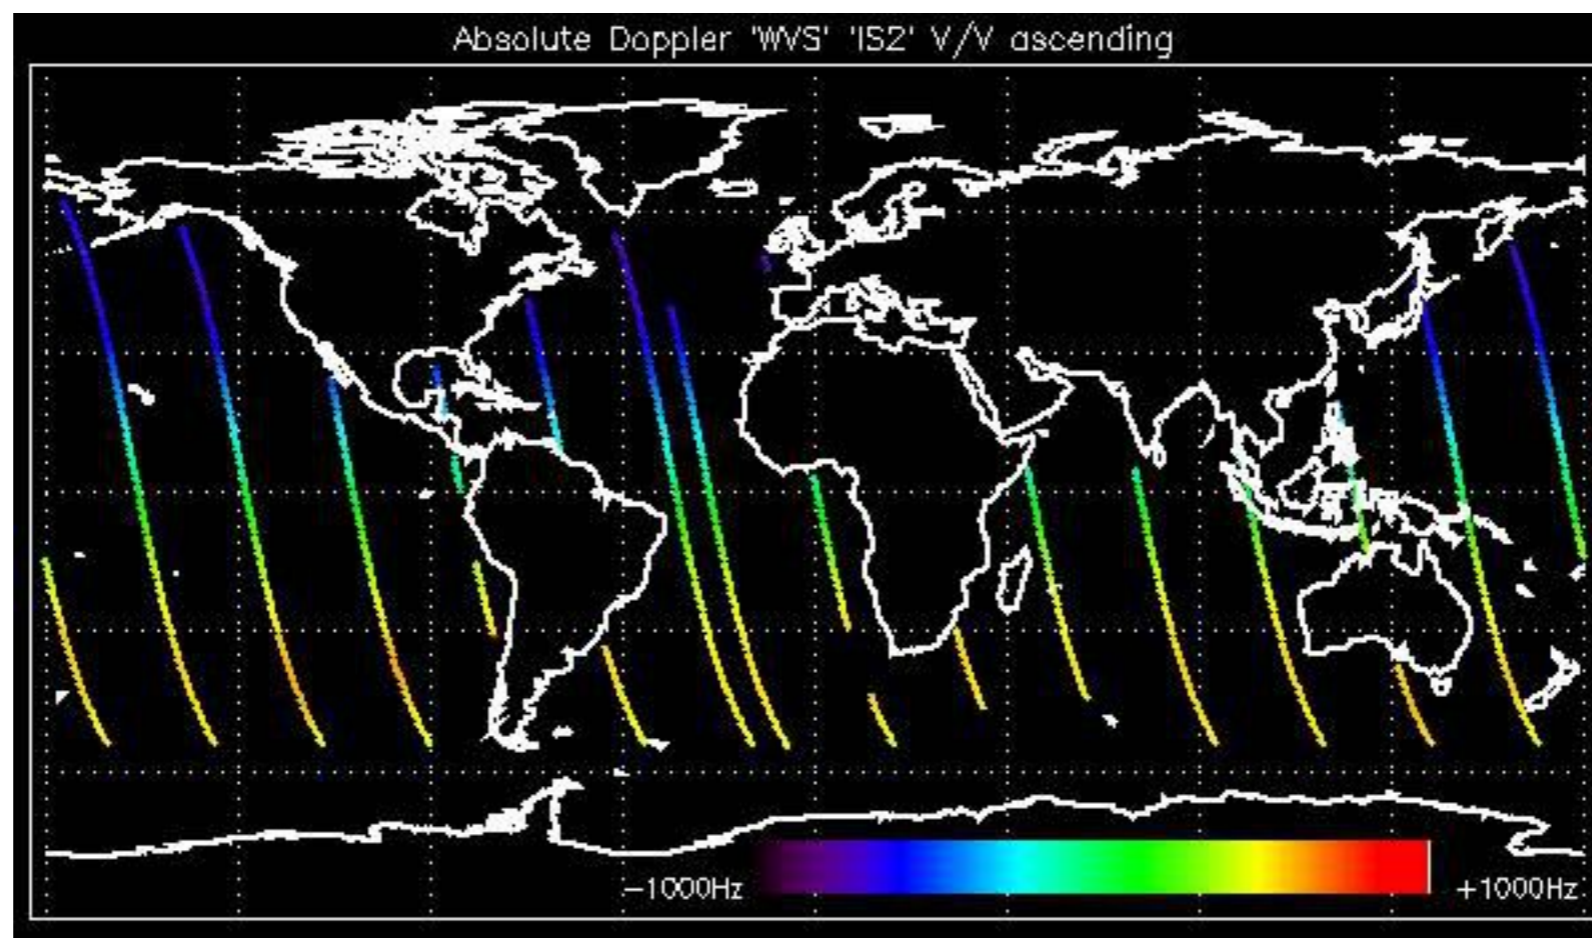 Absolute Doppler 'WVS' 'IS2' V/V ascending
−1000Hz
+1000Hz